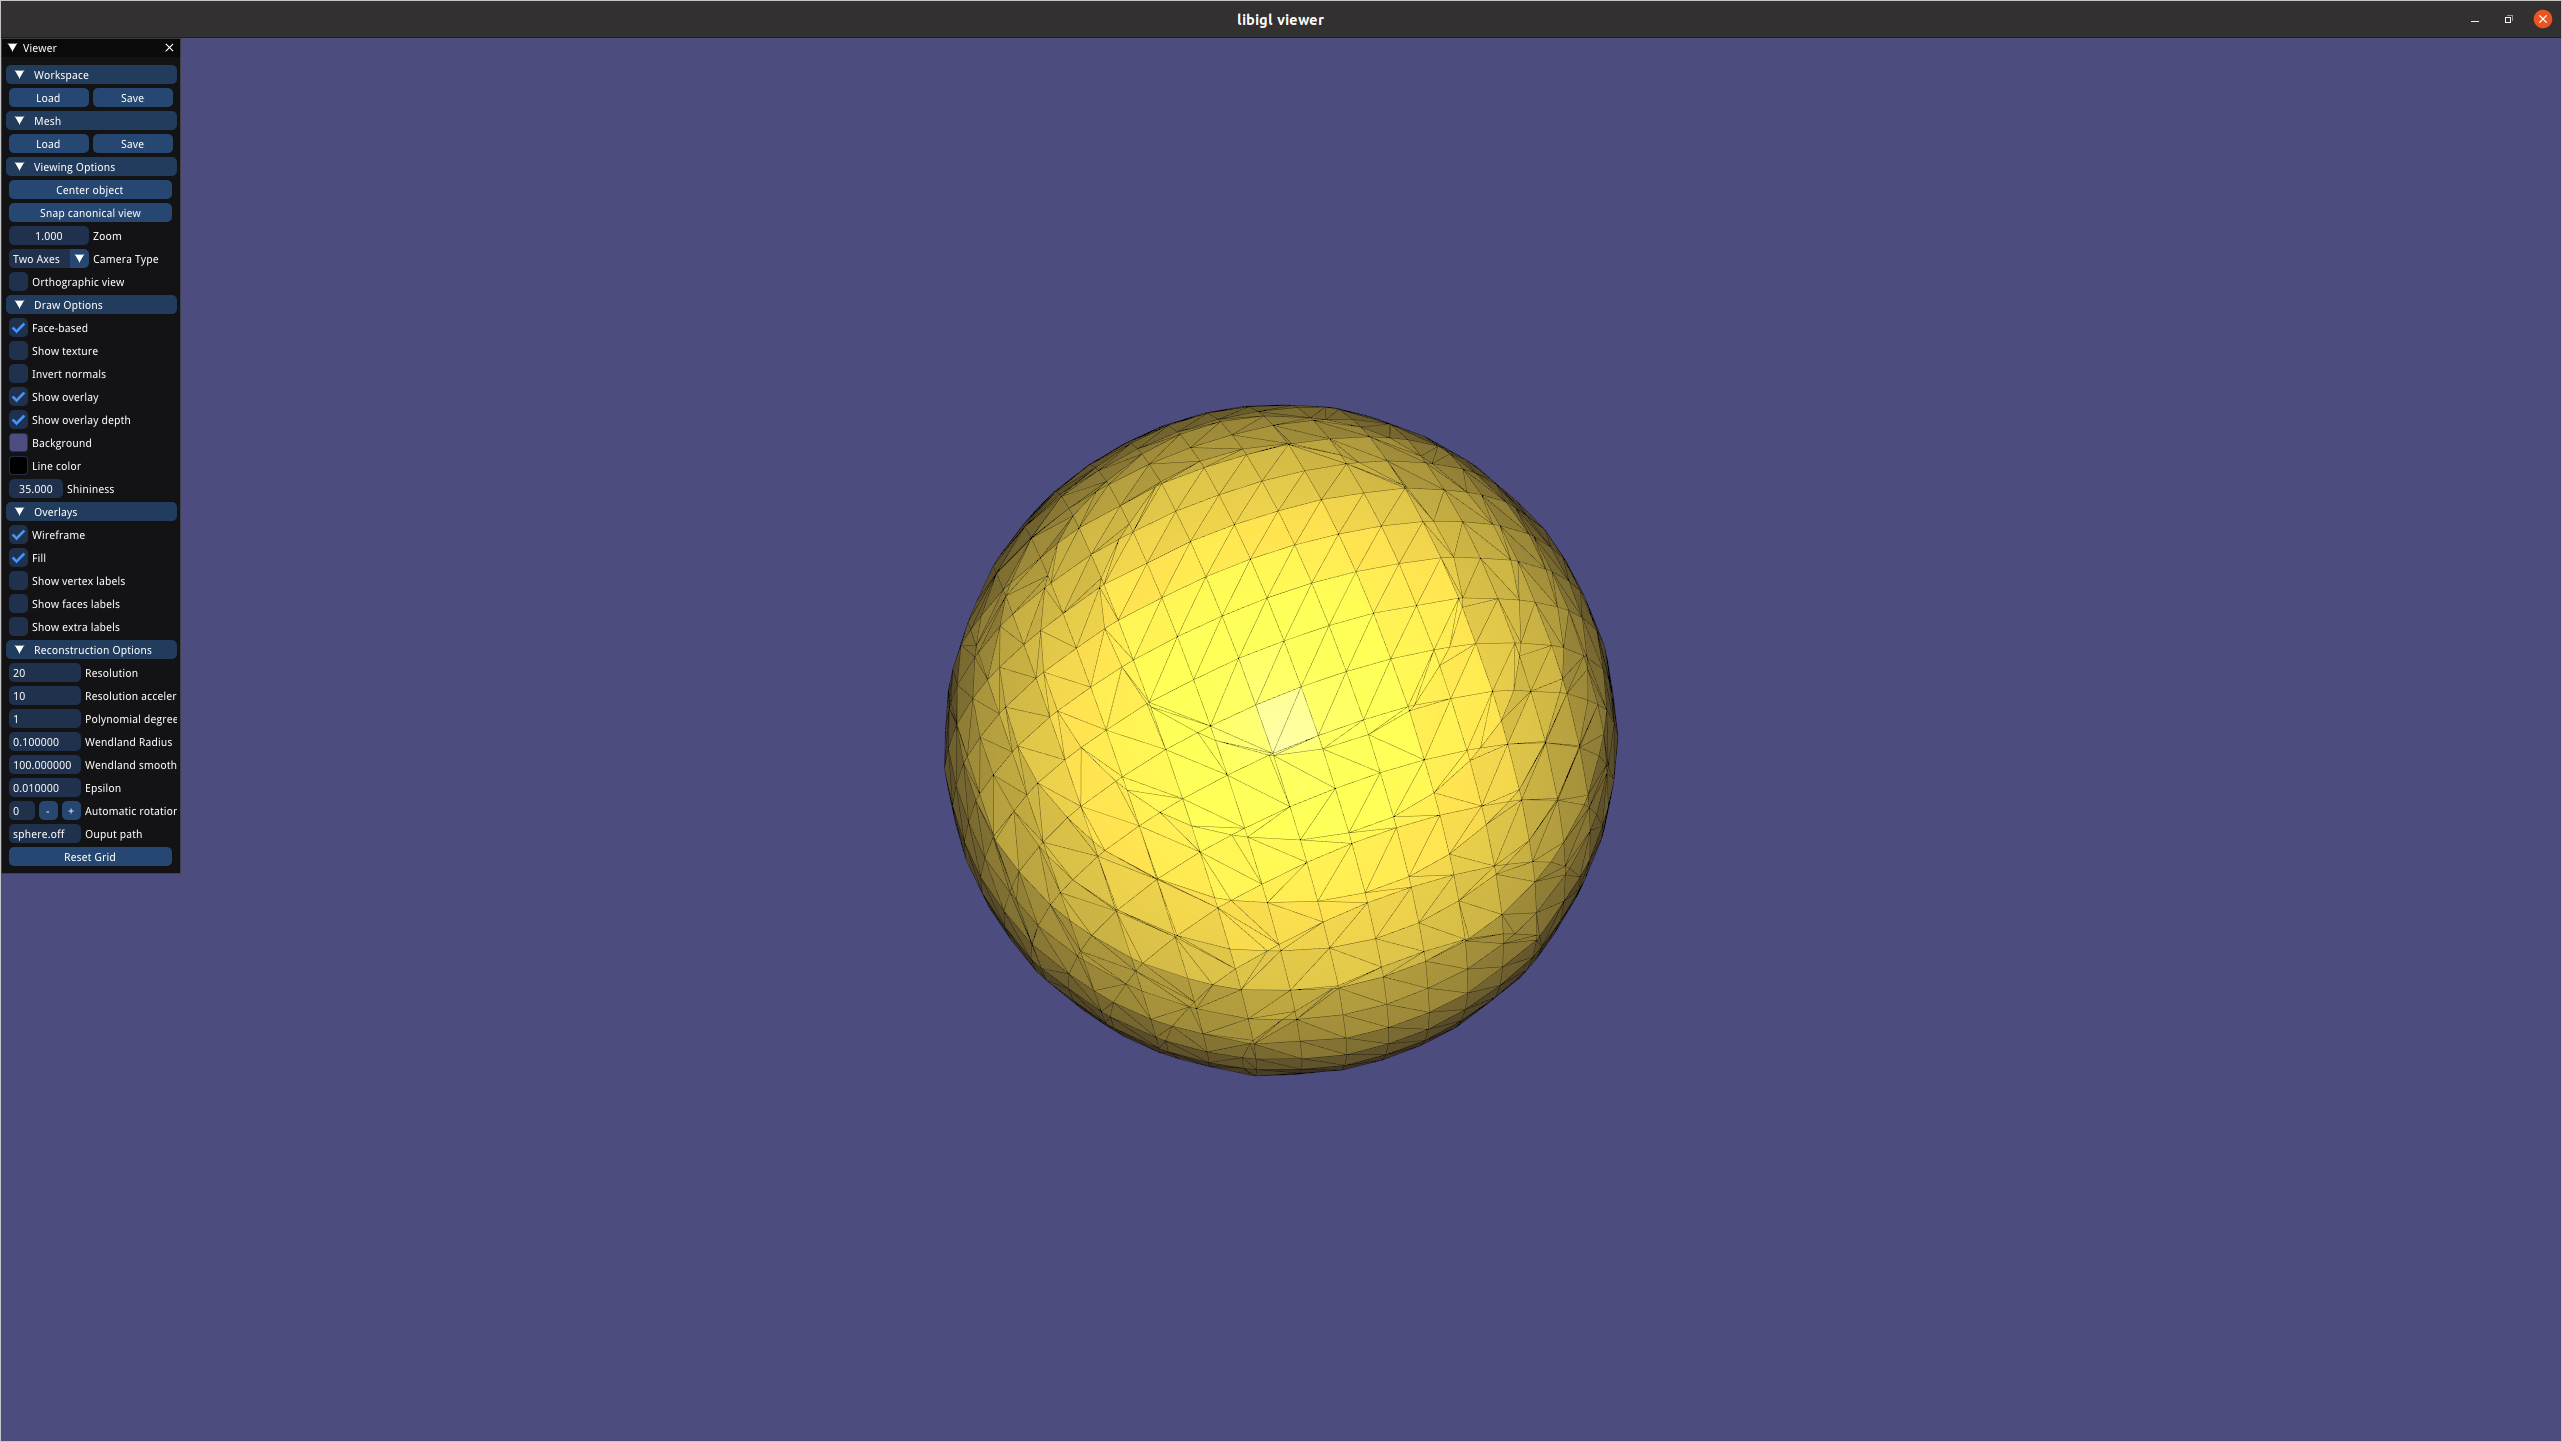 libigl viewer
Viewer
Workspace
Load Save
Mesh
Load Save
Viewing Options
Center object
Snap canonical view
1.000 Zoom
Two Axes Camera Type
Orthographic view
Draw Options
Face-based
Show texture
Invert normals
Show overlay
Show overlay depth
Background
Line color
35.000 Shininess
Overlays
Wireframe
Fill
Show vertex labels
Show faces labels
Show extra labels
Reconstruction Options
20 Resolution
10 Resolution acceler
1 Polynomial degree
0.100000 Wendland Radius
100.000000 Wendland smooth
0.010000 Epsilon
0 - + Automatic rotation
sphere.off Ouput path
Reset Grid